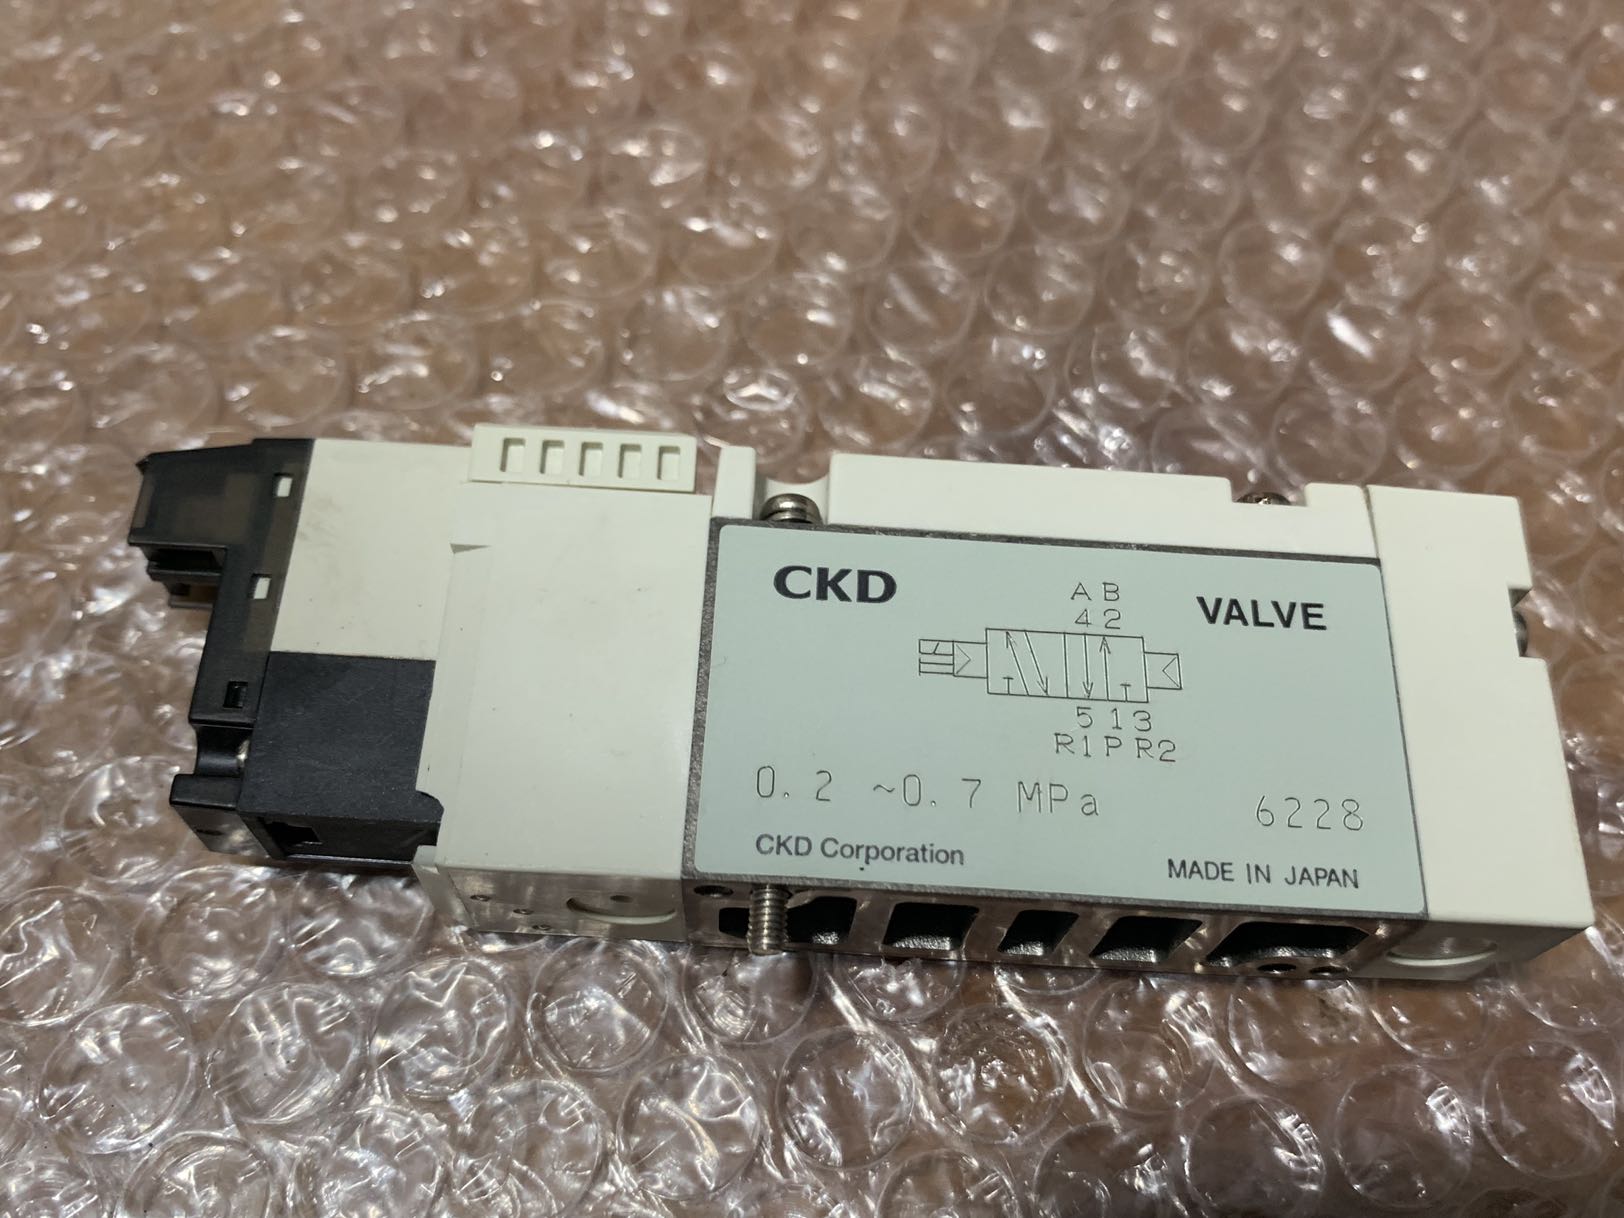 CKD
VALVE
A B
4 2
5 1 3
R1 P R2
0.2 ~0.7 MPa
6228
CKD Corporation
MADE IN JAPAN